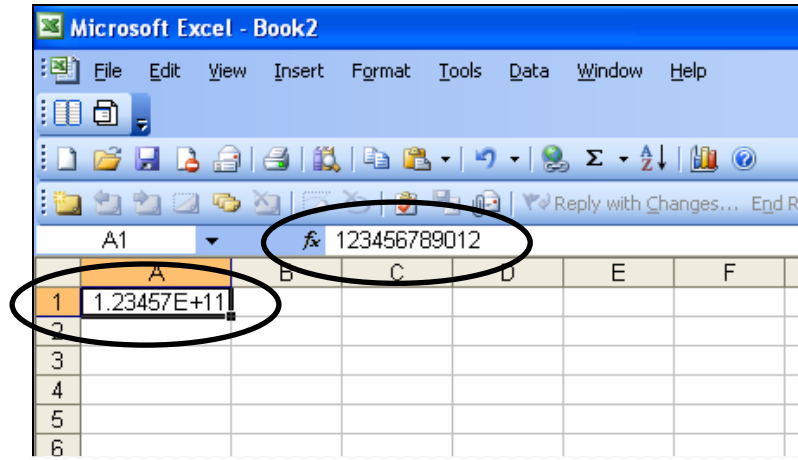 Microsoft Excel - Book2
File Edit View Insert Format Tools Data Window Help
Reply with Changes... End R
A1 fx 123456789012
A B C D E F
1 1.23457E+11
2
3
4
5
6